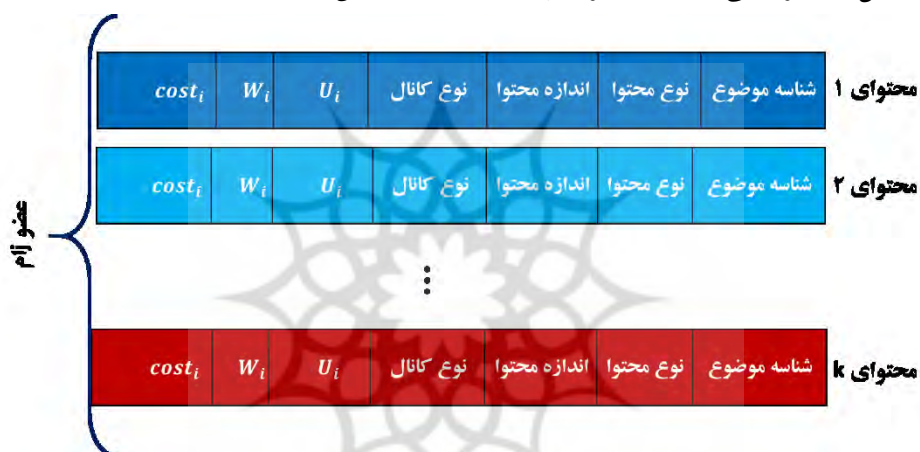 محتوای ۱ شناسه موضوع نوع محتوا اندازه محتوا نوع کانال U_i W_i cost_i
محتوای ۲ شناسه موضوع نوع محتوا اندازه محتوا نوع کانال U_i W_i cost_i
عضو زام
⋮
محتوای k شناسه موضوع نوع محتوا اندازه محتوا نوع کانال U_i W_i cost_i